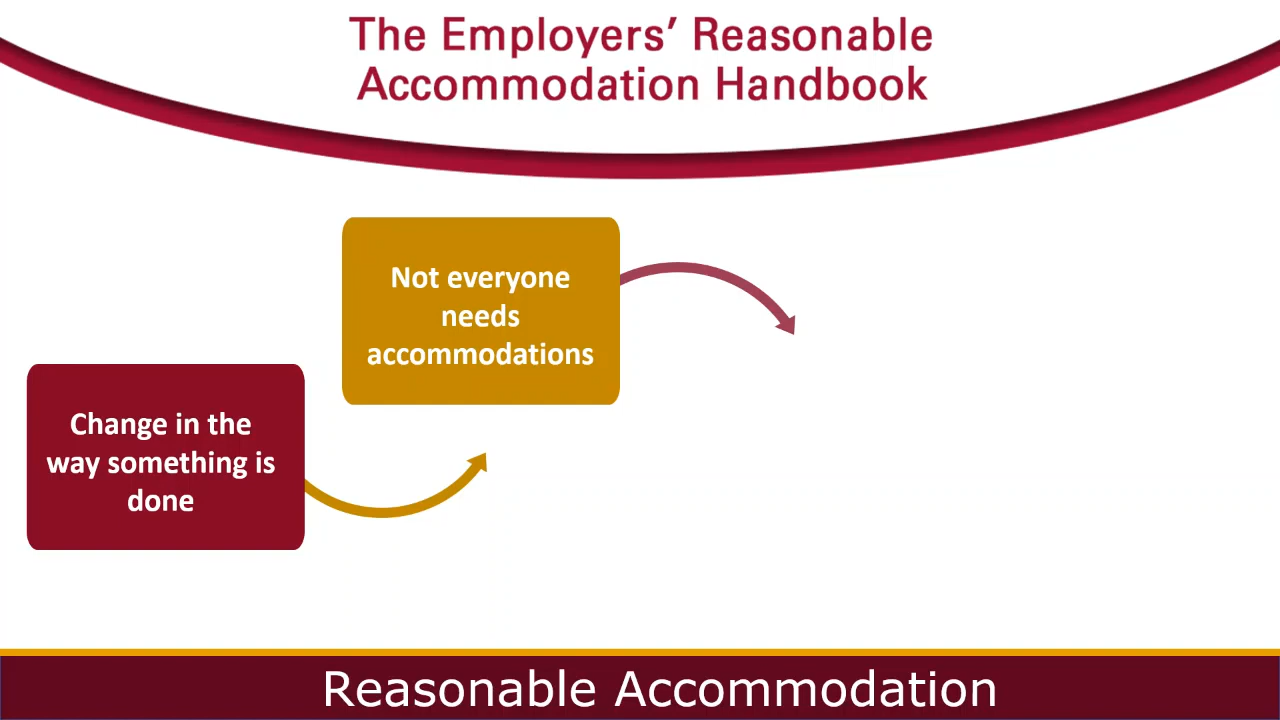 The Employers’ Reasonable
Accommodation Handbook
Not everyone
needs
accommodations
Change in the
way something is
done
Reasonable Accommodation